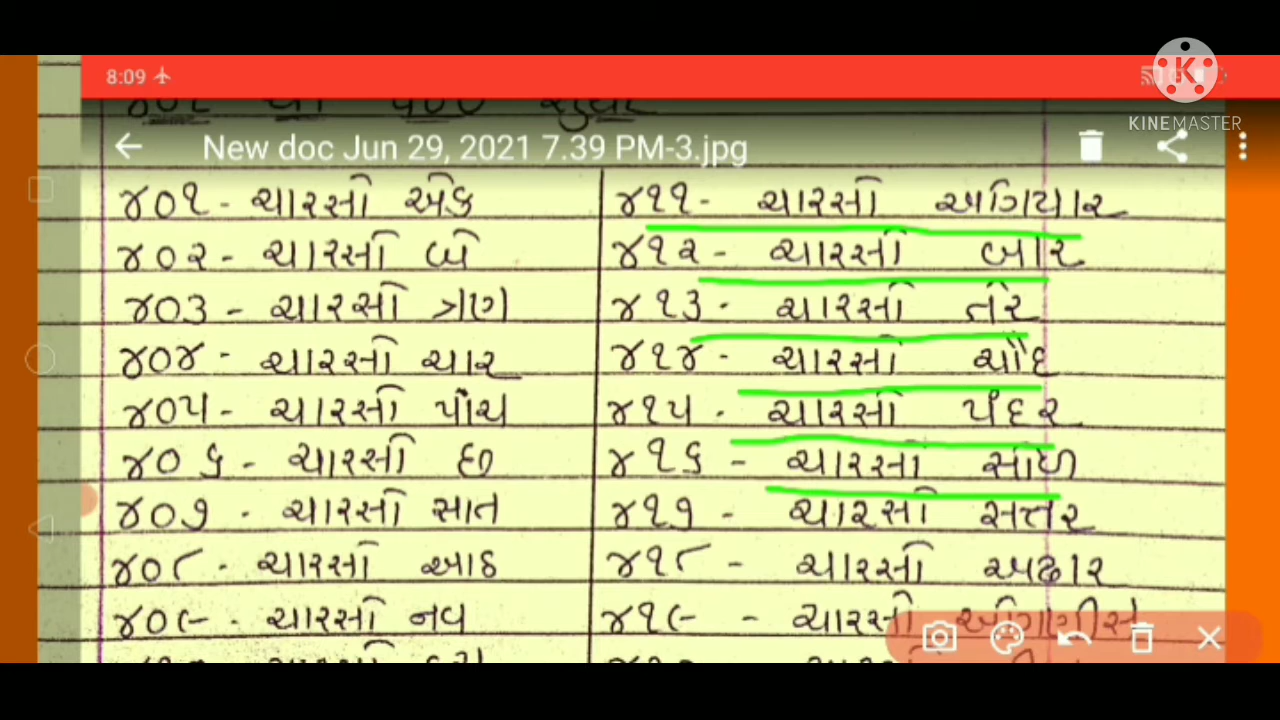 8:09
KINEMASTER
New doc Jun 29, 2021 7.39 PM-3.jpg
૪૦૧ - ચારસો એક
૪૦૨ - ચારસો બે
૪૦૩ - ચારસો ત્રણ
૪૦૪ - ચારસો ચાર
૪૦૫ - ચારસો પાંચ
૪૦૬ - ચારસો છ
૪૦૭ - ચારસો સાત
૪૦૮ - ચારસો આઠ
૪૦૯ - ચારસો નવ
૪૧૧ - ચારસો અગિયાર
૪૧૨ - ચારસો બાર
૪૧૩ - ચારસો તેર
૪૧૪ - ચારસો ચૌદ
૪૧૫ - ચારસો પંદર
૪૧૬ - ચારસો સોળ
૪૧૭ - ચારસો સત્તર
૪૧૮ - ચારસો અઢાર
૪૧૯ - ચારસો ઓગણીસ